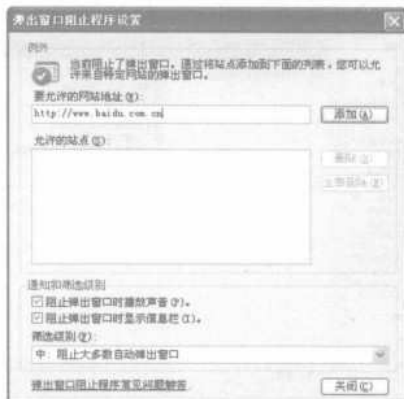 弹出窗口阻止程序设置
例外
当前阻止了弹出窗口。通过将站点添加到下面的列表，您可以允
许来自特定网站的弹出窗口。
要允许的网站地址(W):
http://www.baidu.com.cn
添加(A)
允许的站点(S):
删除(R)
全部删除(E)
通知和筛选级别
阻止弹出窗口时播放声音(P)。
阻止弹出窗口时显示信息栏(I)。
筛选级别(F):
中: 阻止大多数自动弹出窗口
弹出窗口阻止程序常见问题解答
关闭(C)